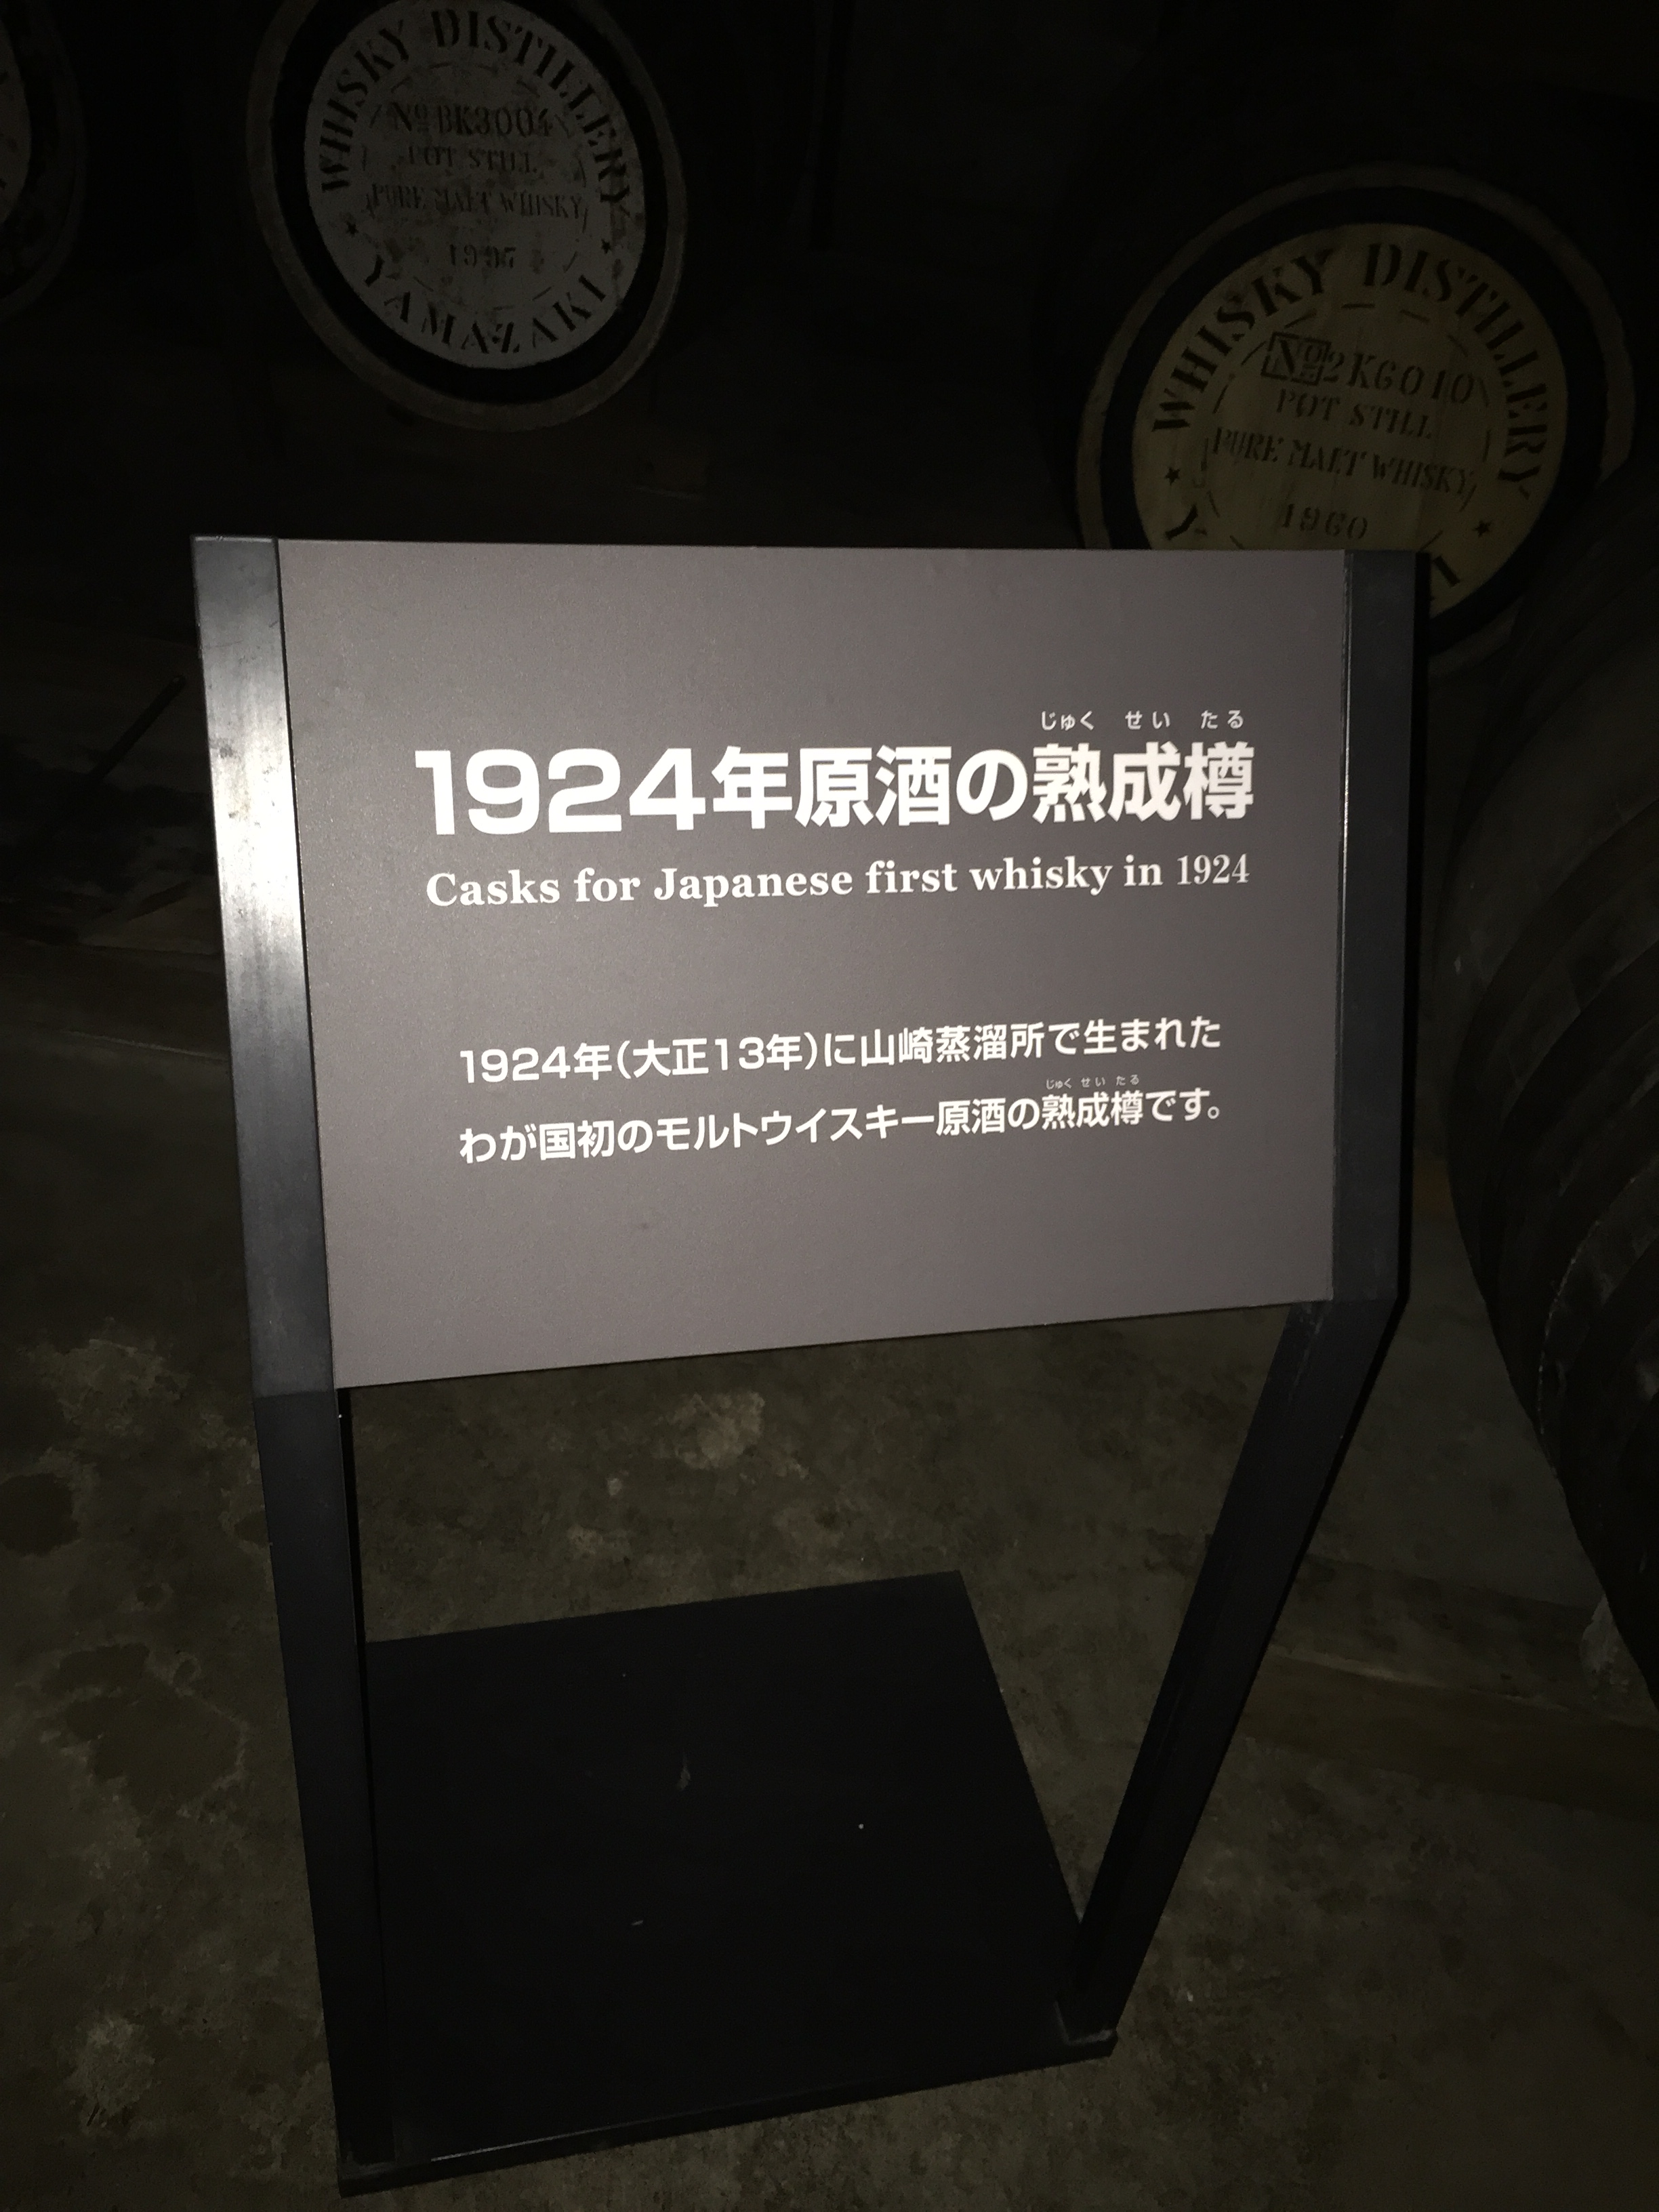 WHISKY DISTILLERY
Nº BK3004
POT STILL
PURE MALT WHISKY
1997
YAMAZAKI
WHISKY DISTILLERY
Nº 2KG010
POT STILL
PURE MALT WHISKY
1960
じゅく せい たる
1924年原酒の熟成樽
Casks for Japanese first whisky in 1924
1924年(大正13年)に山崎蒸溜所で生まれた
じゅく せい たる
わが国初のモルトウイスキー原酒の熟成樽です。